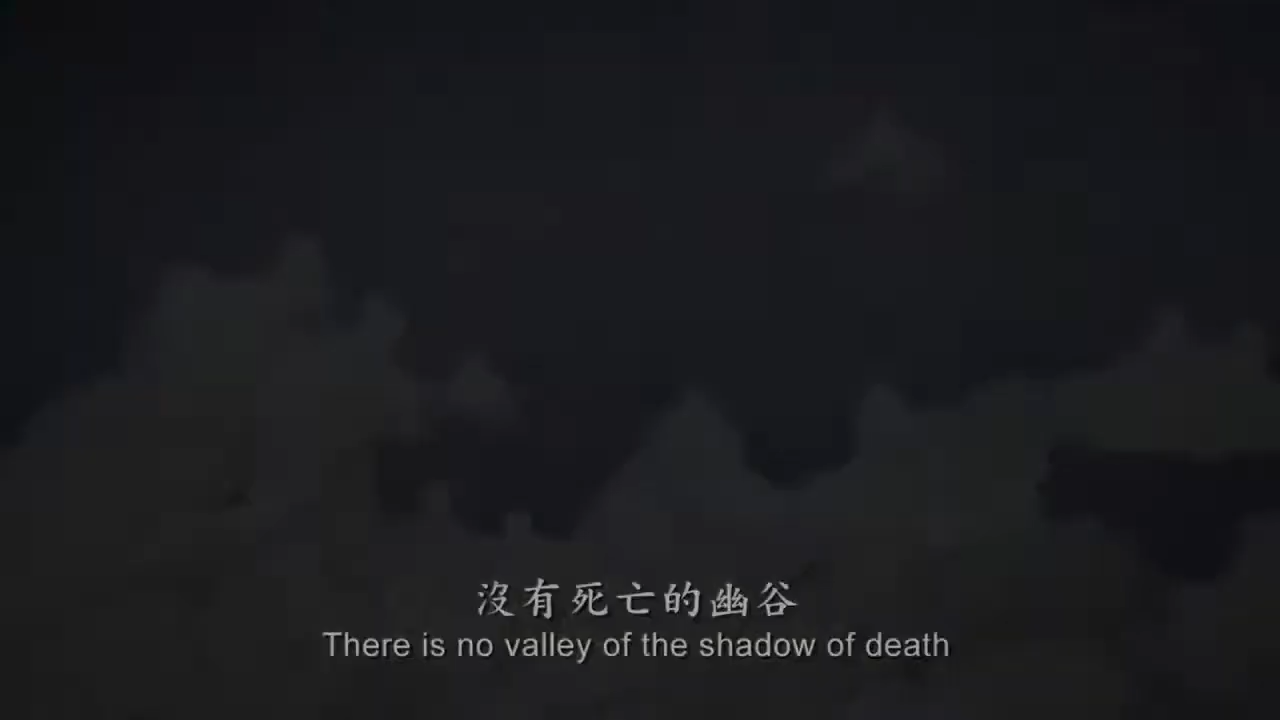 沒有死亡的幽谷
There is no valley of the shadow of death